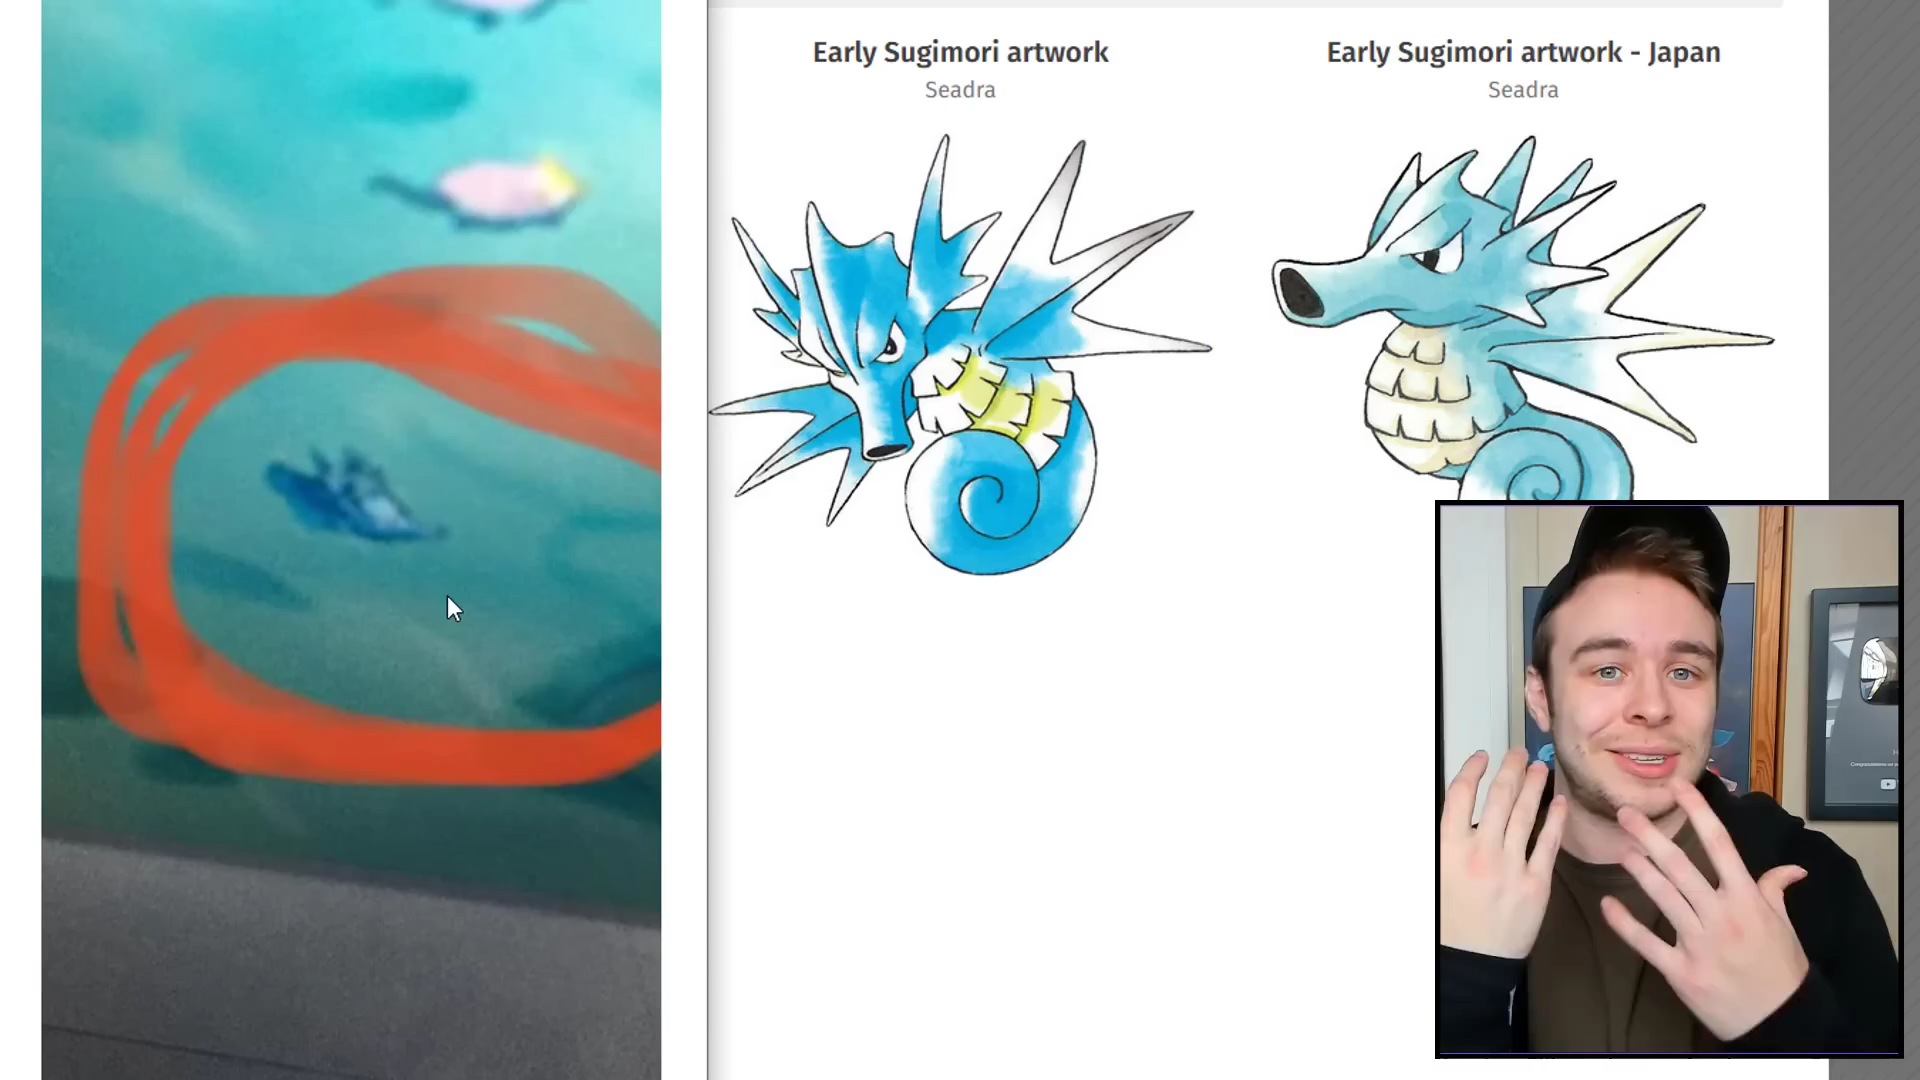 Early Sugimori artwork
Seadra
Early Sugimori artwork - Japan
Seadra